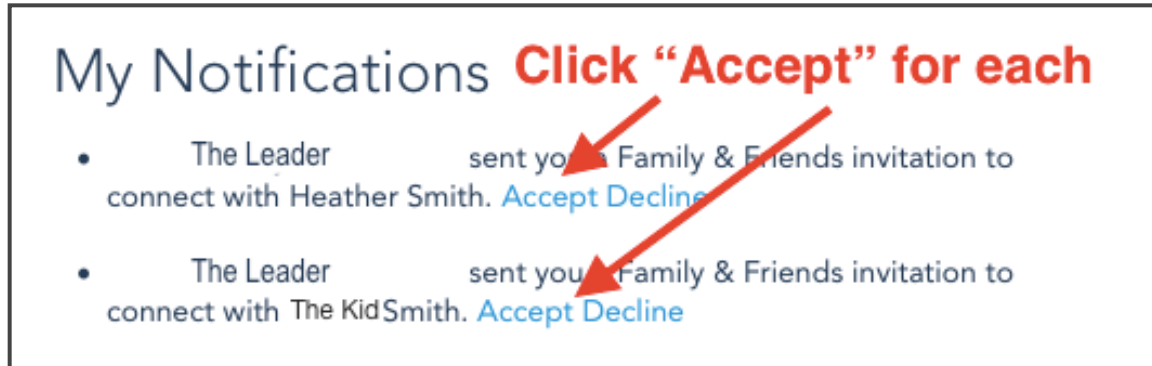 My Notifications Click “Accept” for each
• The Leader sent you a Family & Friends invitation to
connect with Heather Smith. Accept Decline
• The Leader sent you Family & Friends invitation to
connect with The Kid Smith. Accept Decline